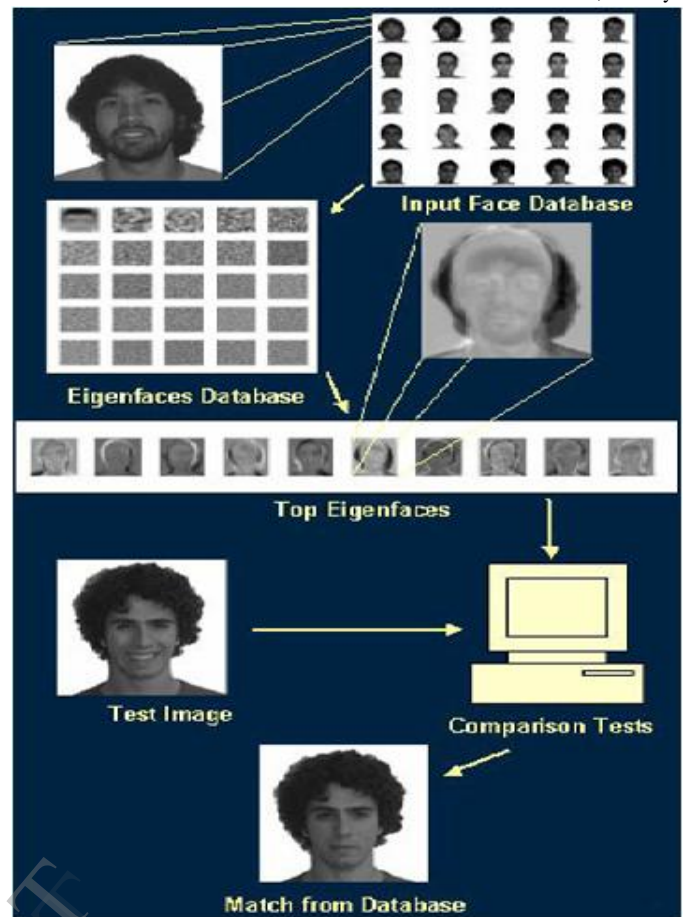 Input Face Database
Eigenfaces Database
Top Eigenfaces
Test Image
Comparison Tests
Match from Database